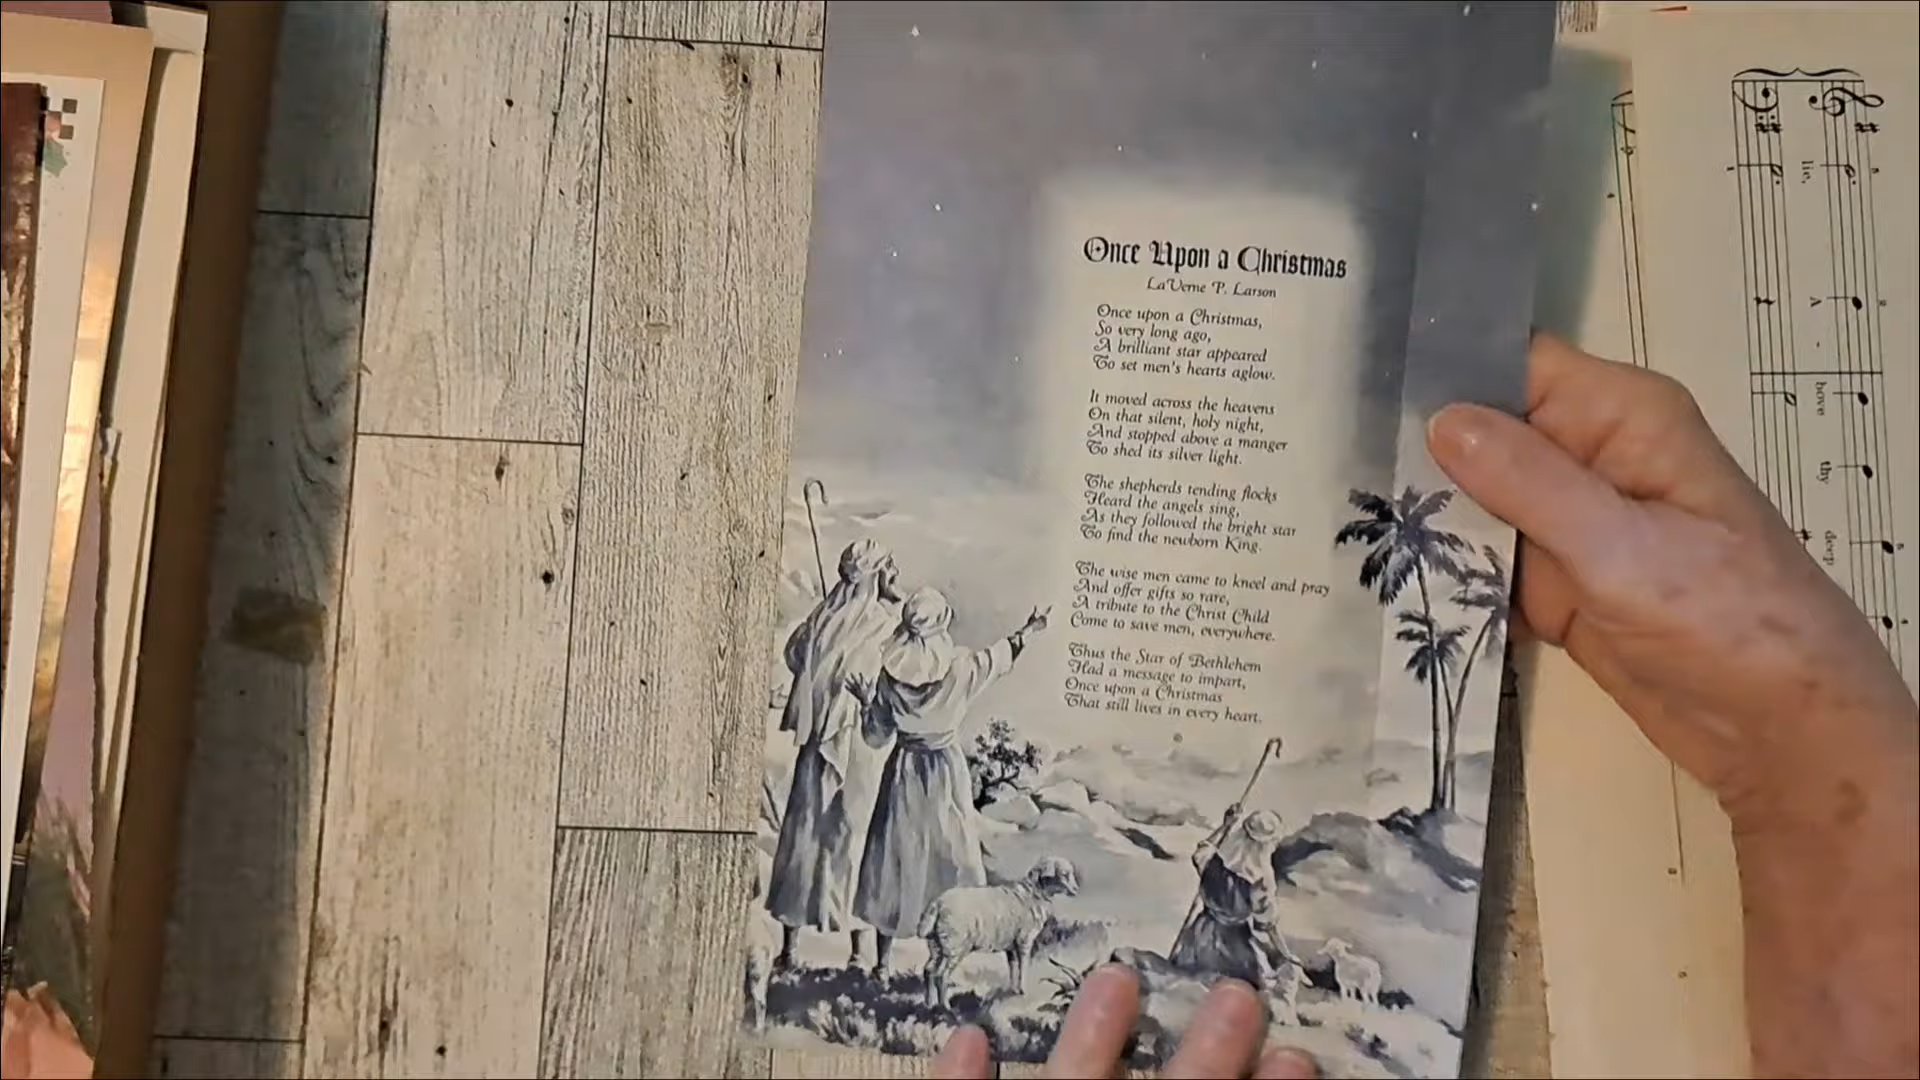 Once Upon a Christmas
LaVerne P. Larson
Once upon a Christmas,
So very long ago,
A brilliant star appeared
To set men's hearts aglow.
It moved across the heavens
On that silent, holy night,
And stopped above a manger
To shed its silver light.
The shepherds tending flocks
Heard the angels sing,
As they followed the bright star
To find the newborn King.
The wise men came to kneel and pray
And offer gifts so rare,
A tribute to the Christ Child
Come to save men, everywhere.
Thus the Star of Bethlehem
Had a message to impart,
Once upon a Christmas
That still lives in every heart.
lie, A - bove thy deep